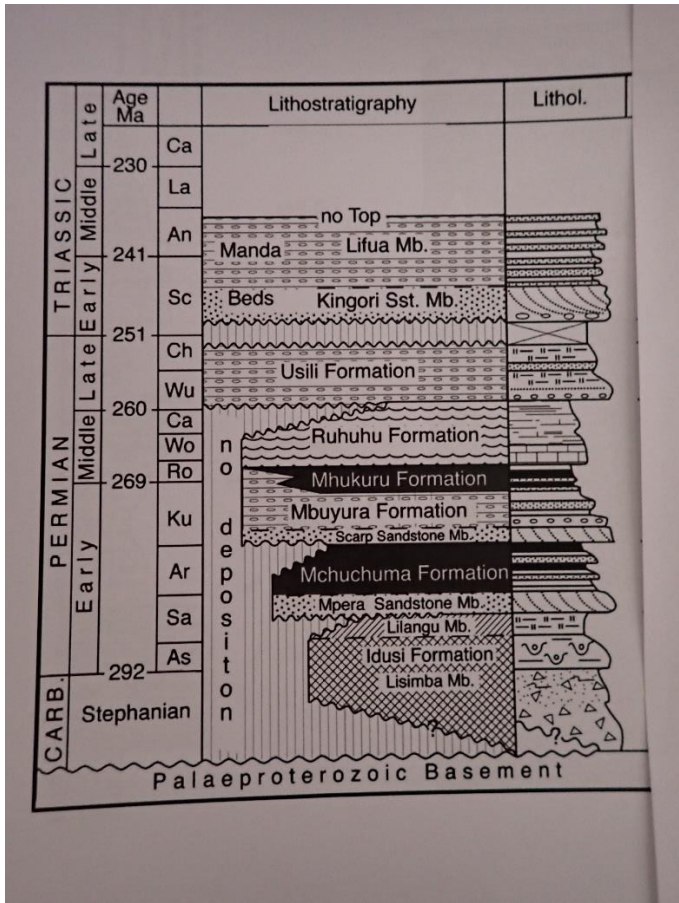 Age Ma
Lithostratigraphy
Lithol.
TRIASSIC
Late
Middle
Early
PERMIAN
Late
Middle
Early
CARB.
Stephanian
230
241
251
260
269
292
Ca
La
An
Sc
Ch
Wu
Ca
Wo
Ro
Ku
Ar
Sa
As
no Top
Manda Lifua Mb.
Beds Kingori Sst. Mb.
Usili Formation
Ruhuhu Formation
Mhukuru Formation
Mbuyura Formation
Scarp Sandstone Mb.
Mchuchuma Formation
Mpera Sandstone Mb.
Lilangu Mb.
Idusi Formation
Lisimba Mb.
no depositon
?
?
Palaeproterozoic Basement